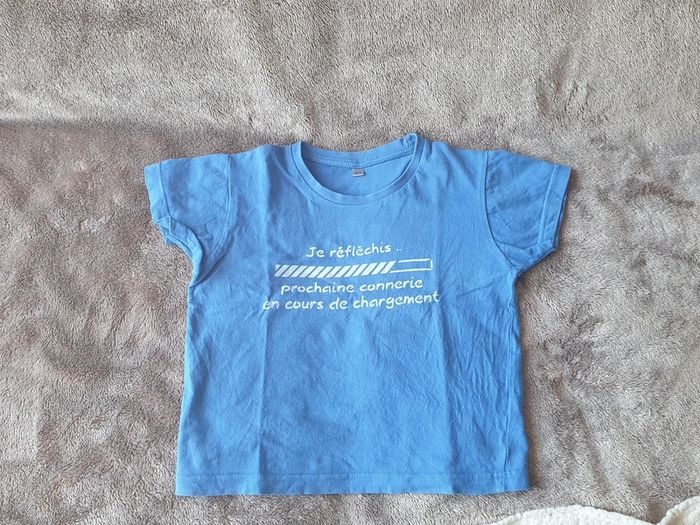 Je réfléchis ..
prochaine connerie
en cours de chargement